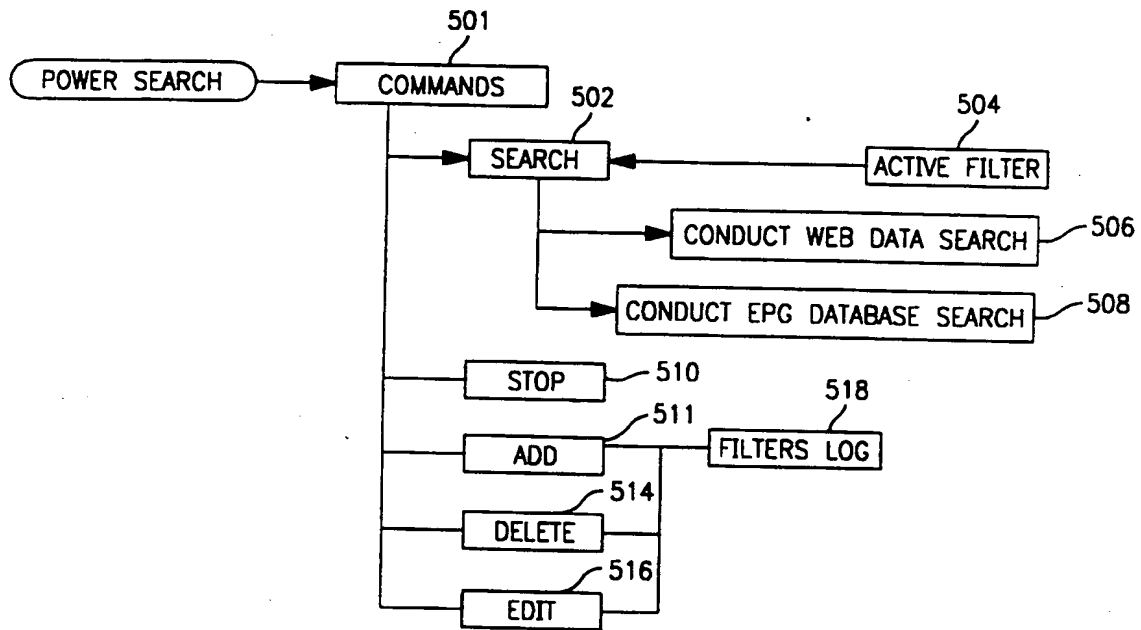 501
POWER SEARCH
COMMANDS
502
504
SEARCH
ACTIVE FILTER
CONDUCT WEB DATA SEARCH
506
CONDUCT EPG DATABASE SEARCH
508
STOP
510
511
518
ADD
FILTERS LOG
514
DELETE
516
EDIT